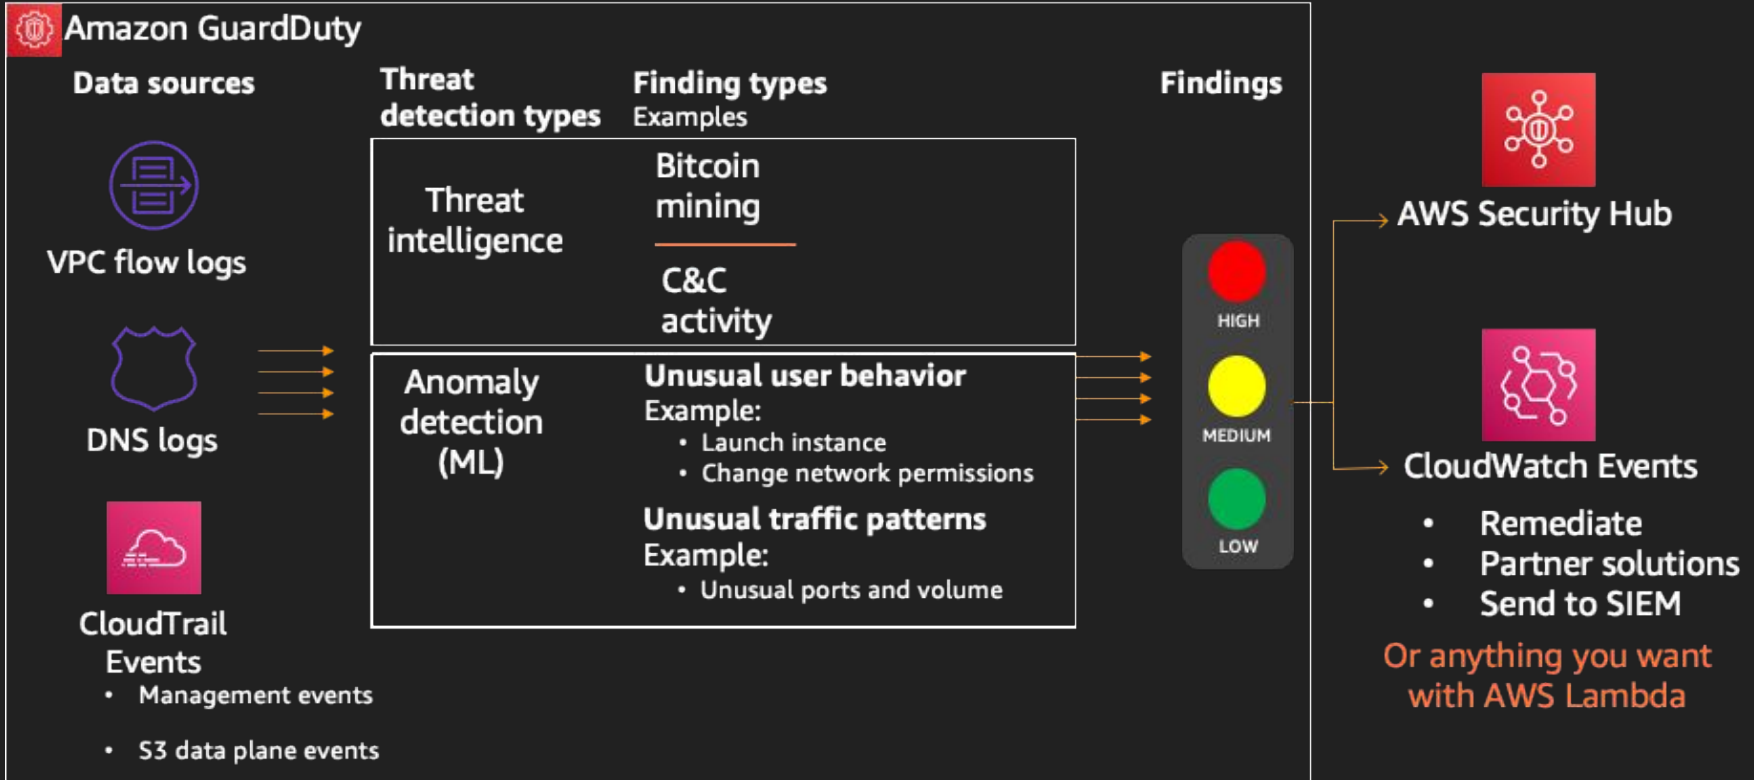 Amazon GuardDuty
Data sources
VPC flow logs
DNS logs
CloudTrail
Events
• Management events
• S3 data plane events
Threat
detection types
Finding types
Examples
Threat
intelligence
Bitcoin
mining
C&C
activity
Anomaly
detection
(ML)
Unusual user behavior
Example:
• Launch instance
• Change network permissions
Unusual traffic patterns
Example:
• Unusual ports and volume
Findings
HIGH
MEDIUM
LOW
AWS Security Hub
CloudWatch Events
• Remediate
• Partner solutions
• Send to SIEM
Or anything you want
with AWS Lambda